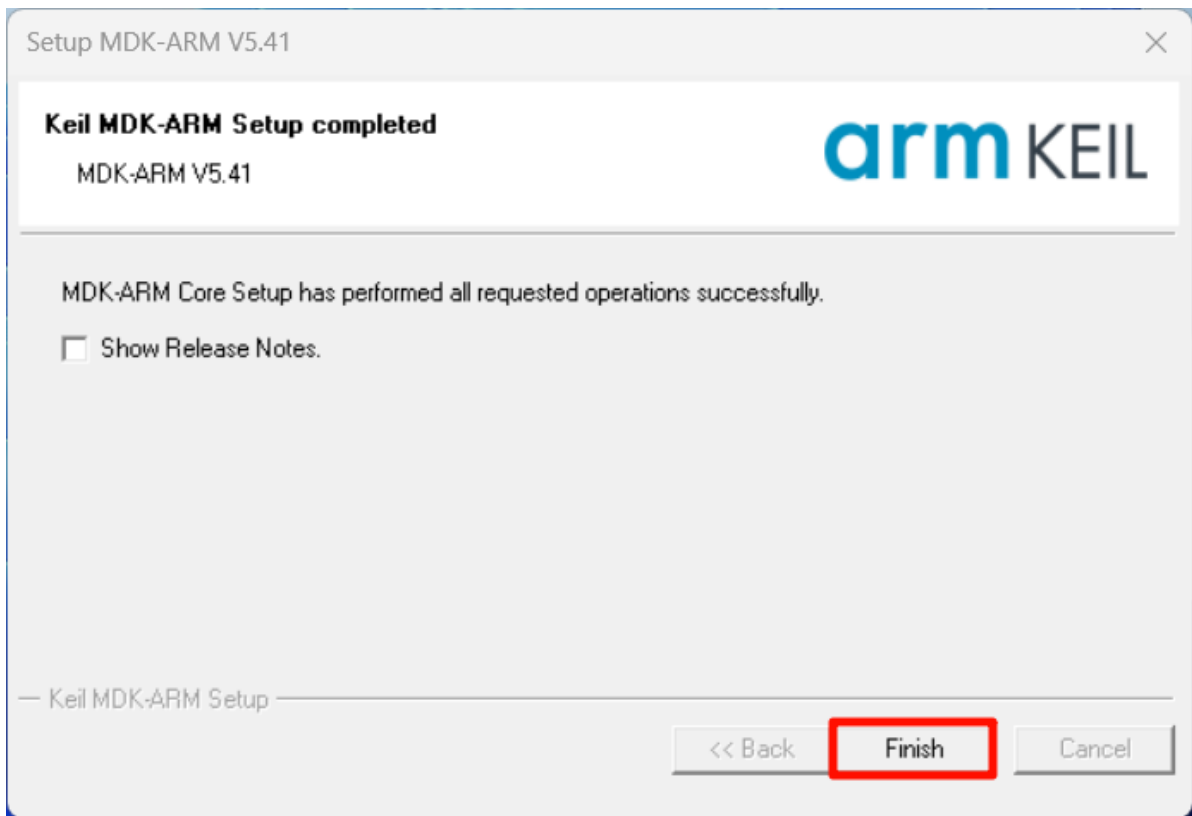 Setup MDK-ARM V5.41
Keil MDK-ARM Setup completed
MDK-ARM V5.41
arm KEIL
MDK-ARM Core Setup has performed all requested operations successfully.
Show Release Notes.
Keil MDK-ARM Setup
<< Back Finish Cancel